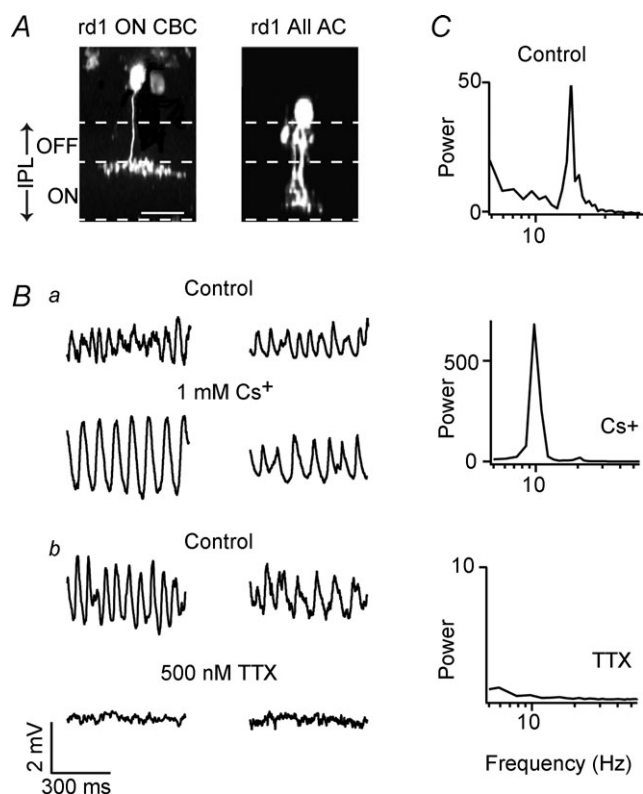 A
rd1 ON CBC
rd1 All AC
IPL
OFF
ON
B
a
Control
1 mM Cs+
b
Control
500 nM TTX
2 mV
300 ms
C
Control
50
Power
0
10
500
Power
Cs+
0
10
10
Power
TTX
10
Frequency (Hz)